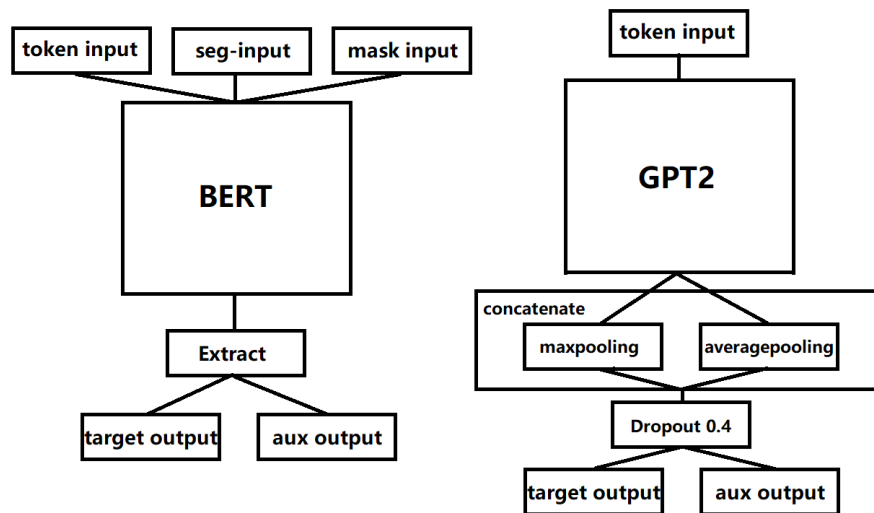 token input
seg-input
mask input
BERT
Extract
target output
aux output
token input
GPT2
concatenate
maxpooling
averagepooling
Dropout 0.4
target output
aux output